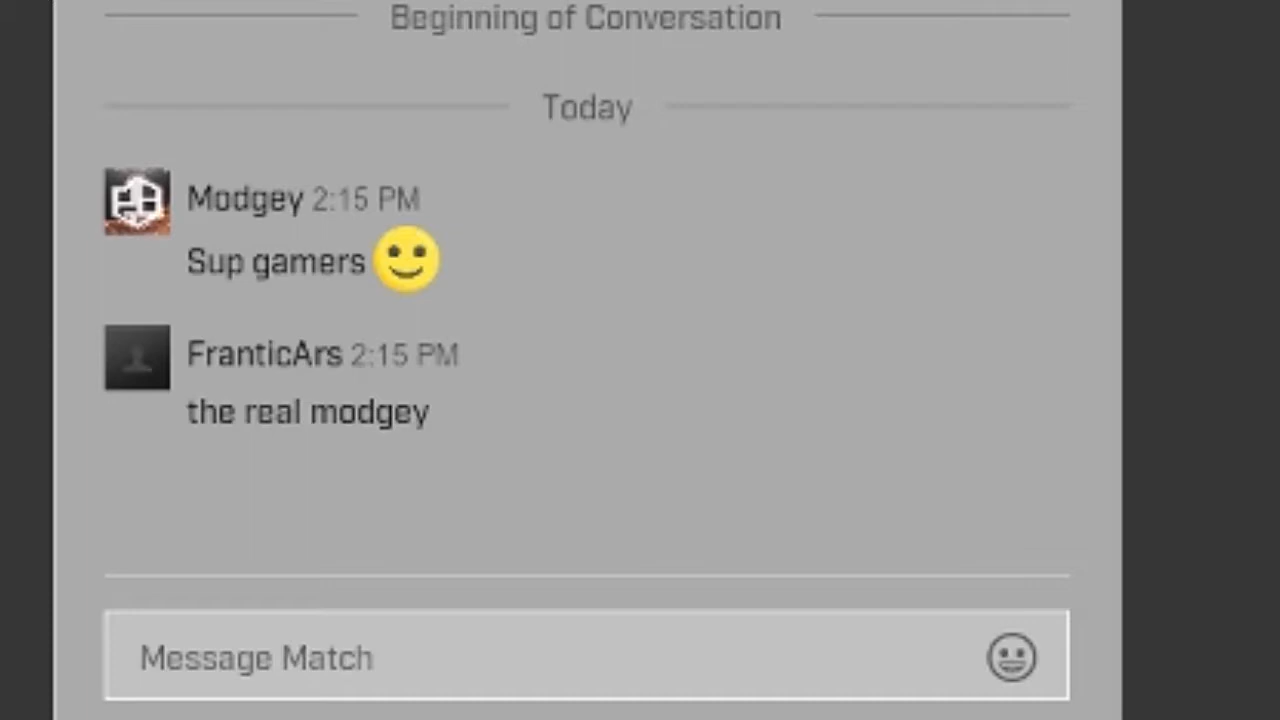 Beginning of Conversation
Today
Modgey 2:15 PM
Sup gamers 🙂
FranticArs 2:15 PM
the real modgey
Message Match